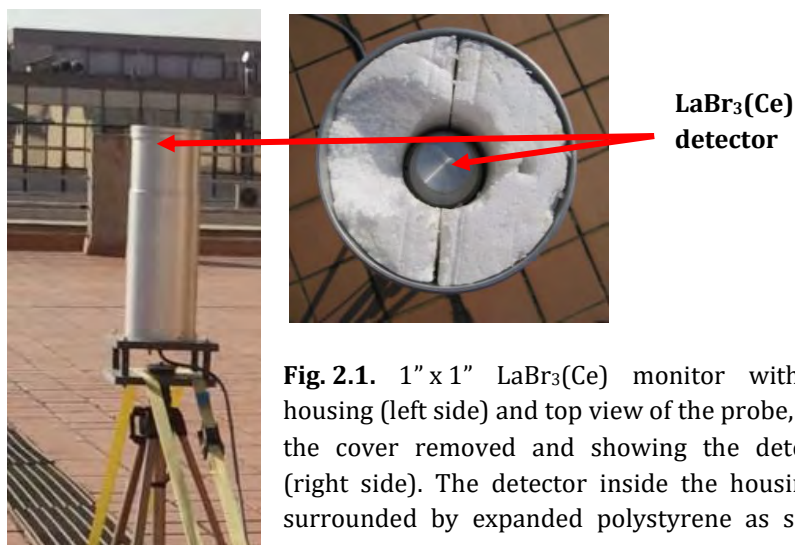 LaBr₃(Ce)
detector
Fig. 2.1. 1” x 1” LaBr₃(Ce) monitor with
housing (left side) and top view of the probe,
the cover removed and showing the
(right side). The detector inside the
surrounded by expanded polystyrene as